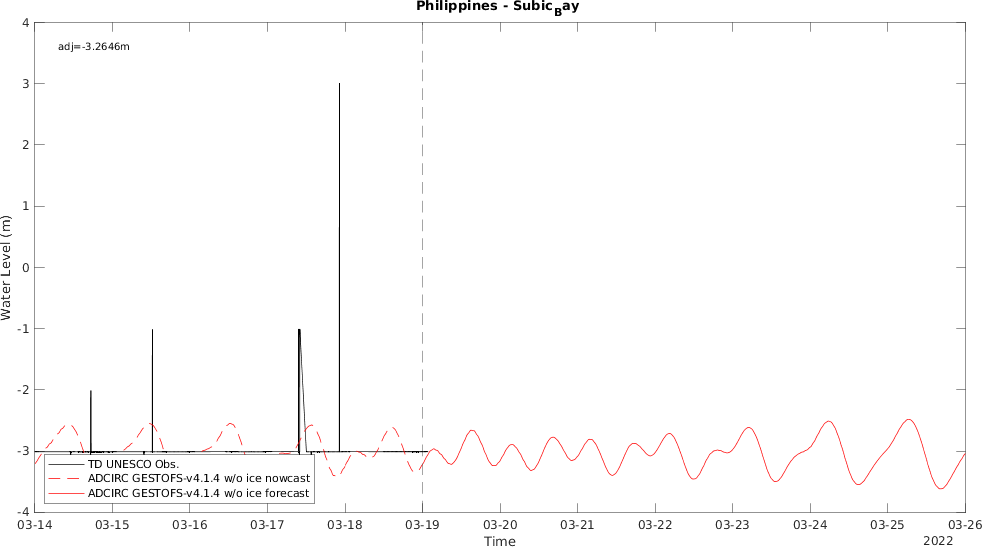 Philippines - Subic_Bay
adj=-3.2646m
4
3
2
1
0
-1
-2
-3
-4
Water Level (m)
TD UNESCO Obs.
ADCIRC GESTOFS-v4.1.4 w/o ice nowcast
ADCIRC GESTOFS-v4.1.4 w/o ice forecast
03-14 03-15 03-16 03-17 03-18 03-19 03-20 03-21 03-22 03-23 03-24 03-25 03-26
Time
2022